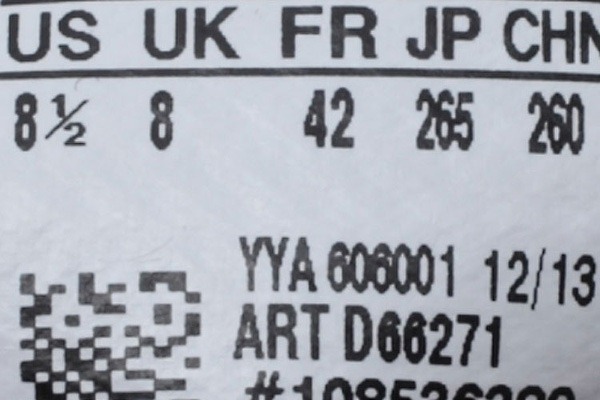 US UK FR JP CHN
8½ 8 42 265 260
YYA 606001 12/13
ART D66271